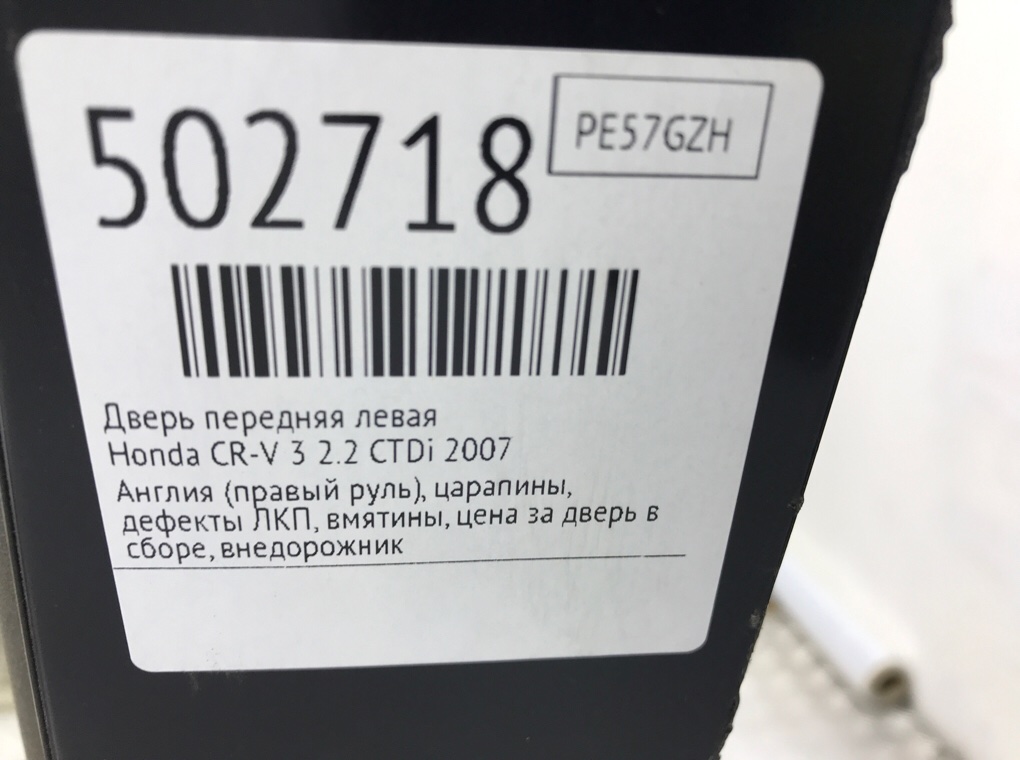 502718
PE57GZH
Дверь передняя левая
Honda CR-V 3 2.2 CTDi 2007
Англия (правый руль), царапины,
дефекты ЛКП, вмятины, цена за дверь в
сборе, внедорожник